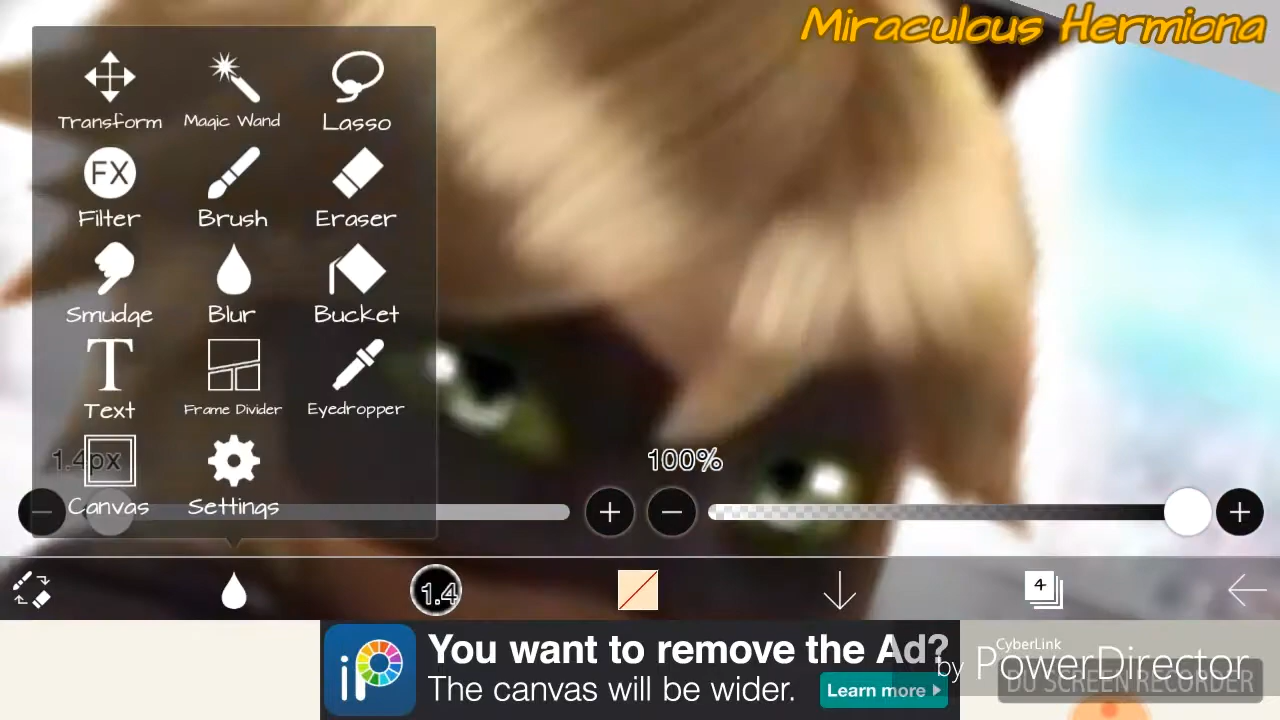 Miraculous Hermiona
Transform
Magic Wand
Lasso
FX
Filter
Brush
Eraser
Smudge
Blur
Bucket
T
Text
Frame Divider
Eyedropper
1.4px
Canvas
Settings
100%
1.4
4
iP
You want to remove the Ad?
The canvas will be wider.
Learn more
by CyberLink PowerDirector
DU SCREEN RECORDER